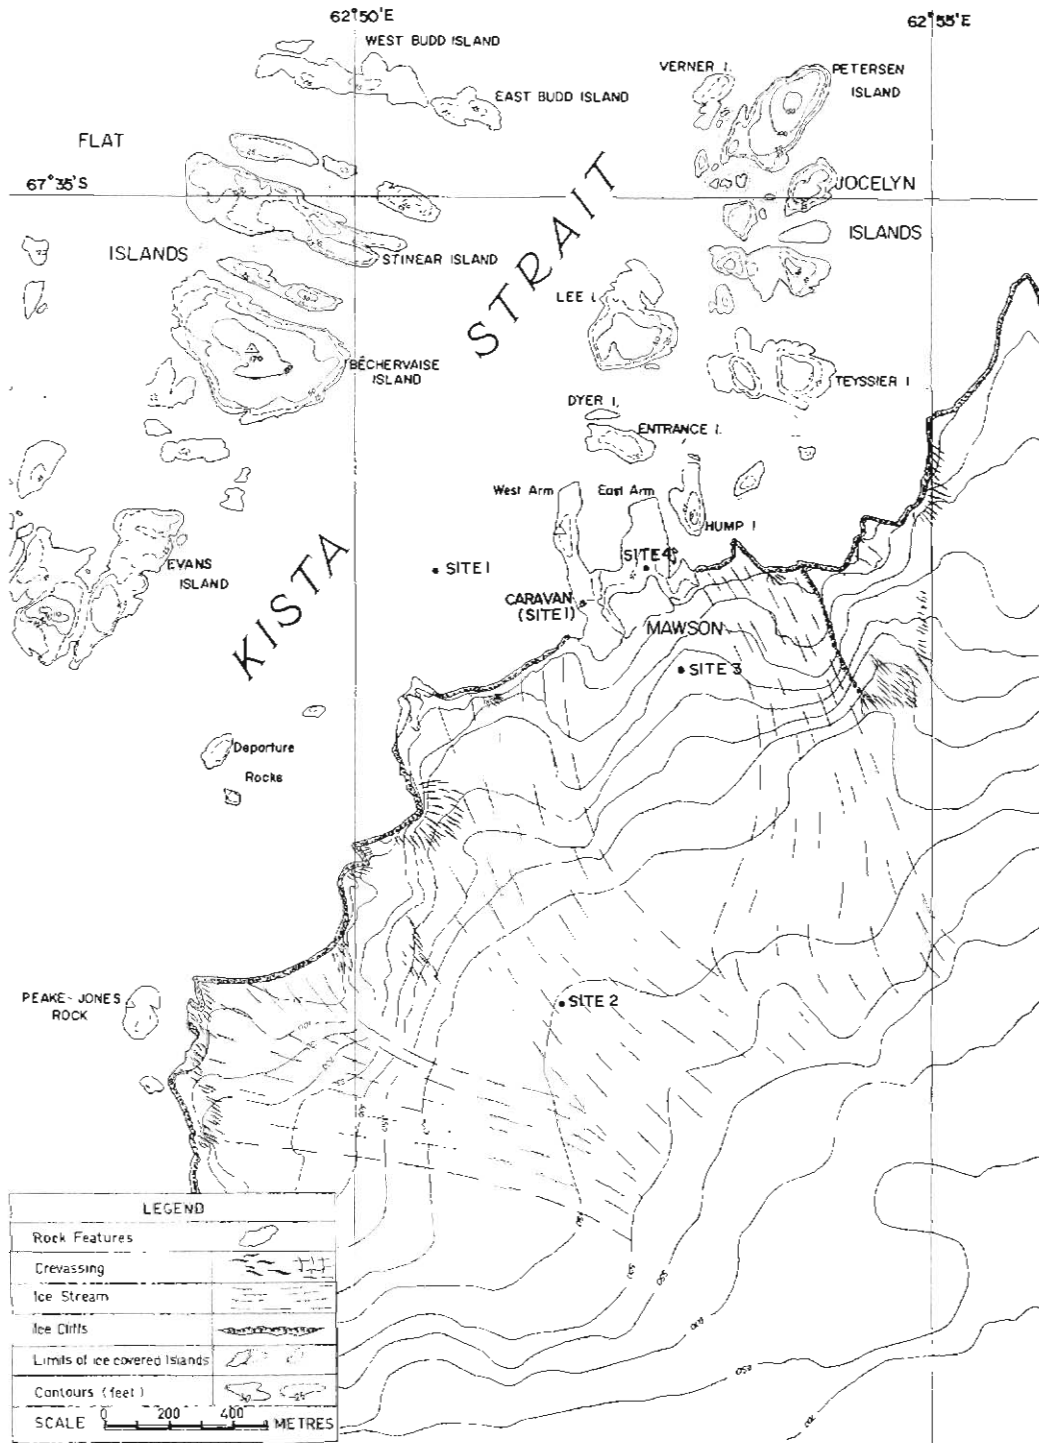 62°50'E
62°55'E
WEST BUDD ISLAND
EAST BUDD ISLAND
VERNER I.
PETERSEN
ISLAND
FLAT
67°35'S
JOCELYN
ISLANDS
ISLANDS
STINEAR ISLAND
STRAIT
LEE I.
170
BECHERVAISE
ISLAND
TEYSSIER I
DYER I.
ENTRANCE I.
West Arm
East Arm
HUMP I
EVANS
ISLAND
KISTA
SITE 1
SITE 4
CARAVAN
(SITE 1)
MAWSON
SITE 3
Departure
Rocks
SITE 2
PEAKE-JONES
ROCK
LEGEND
Rock Features
Crevassing
Ice Stream
Ice Cliffs
Limits of ice covered Islands
Contours (feet)
SCALE 0 200 400 METRES